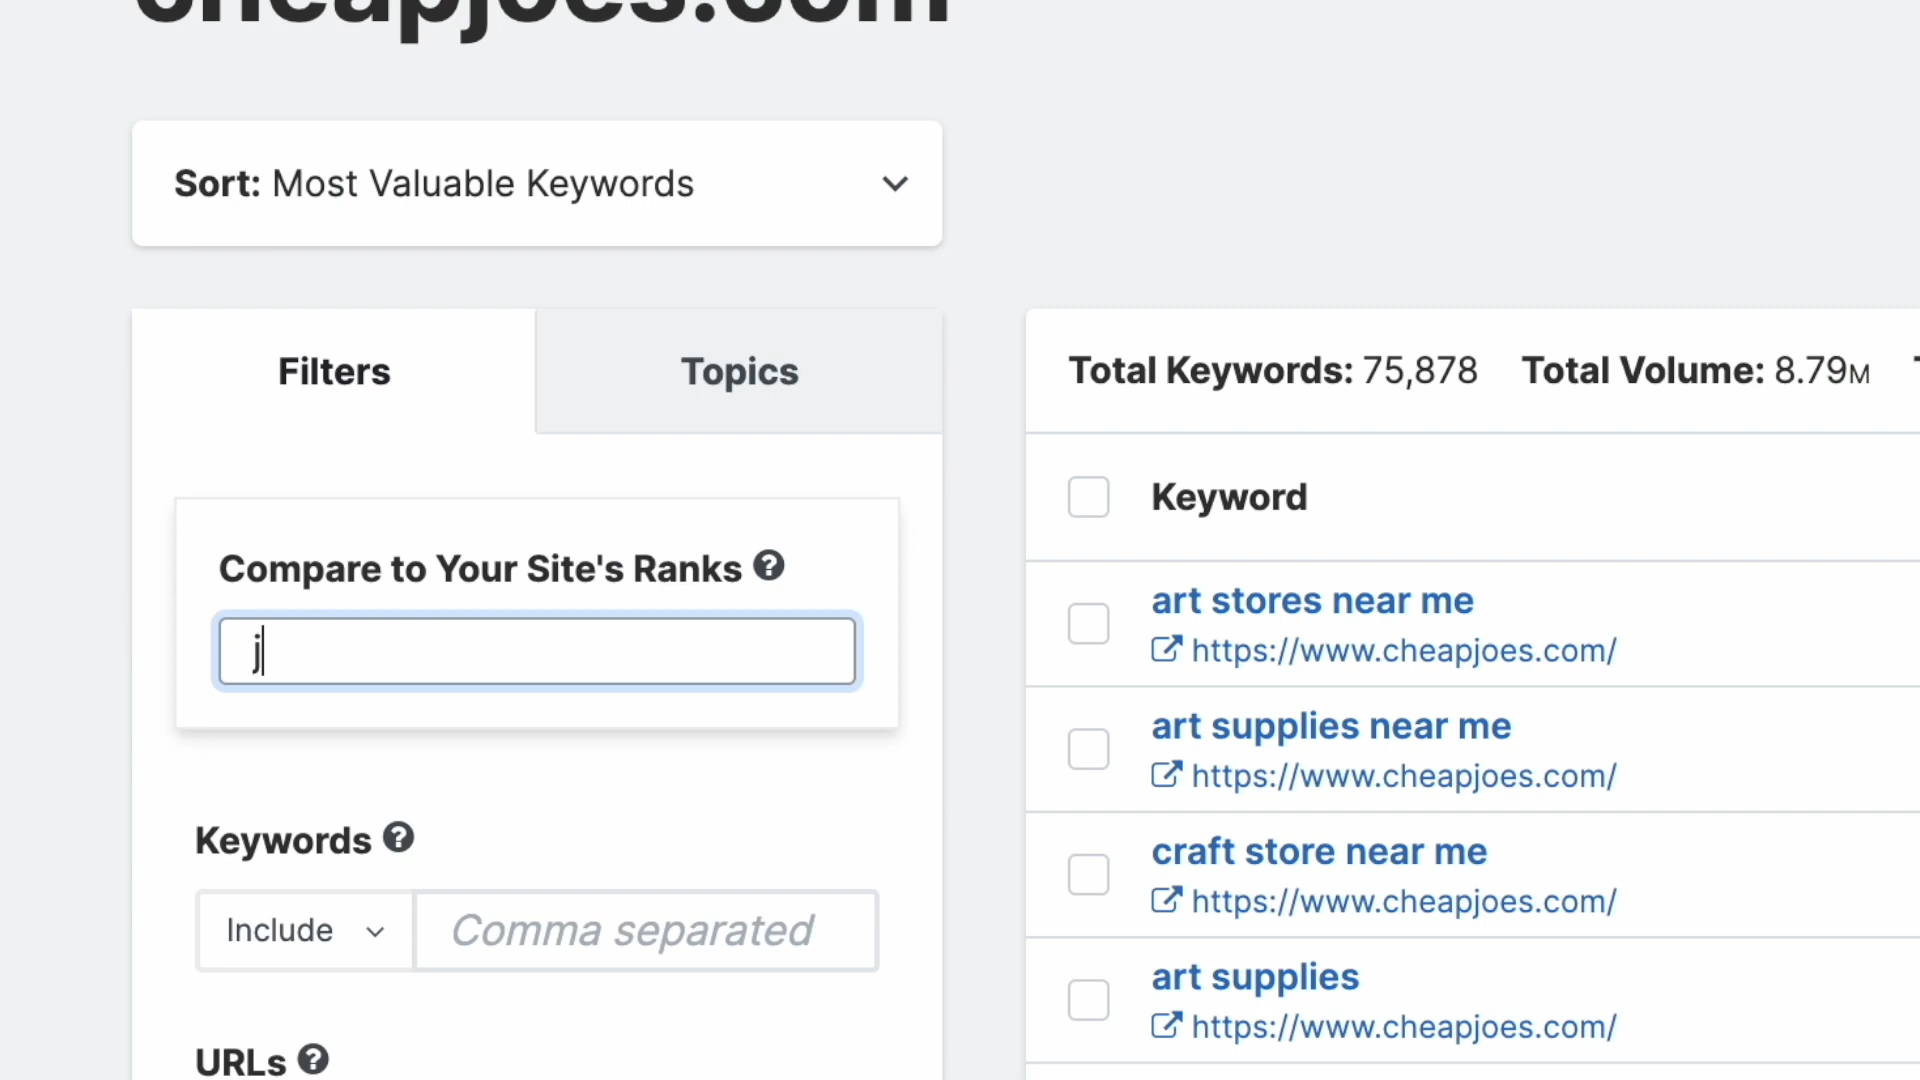 cheapjoes.com
Sort: Most Valuable Keywords
Filters
Topics
Compare to Your Site's Ranks
j
Keywords
Include
Comma separated
URLs
Total Keywords: 75,878 Total Volume: 8.79M
Keyword
art stores near me
https://www.cheapjoes.com/
art supplies near me
https://www.cheapjoes.com/
craft store near me
https://www.cheapjoes.com/
art supplies
https://www.cheapjoes.com/